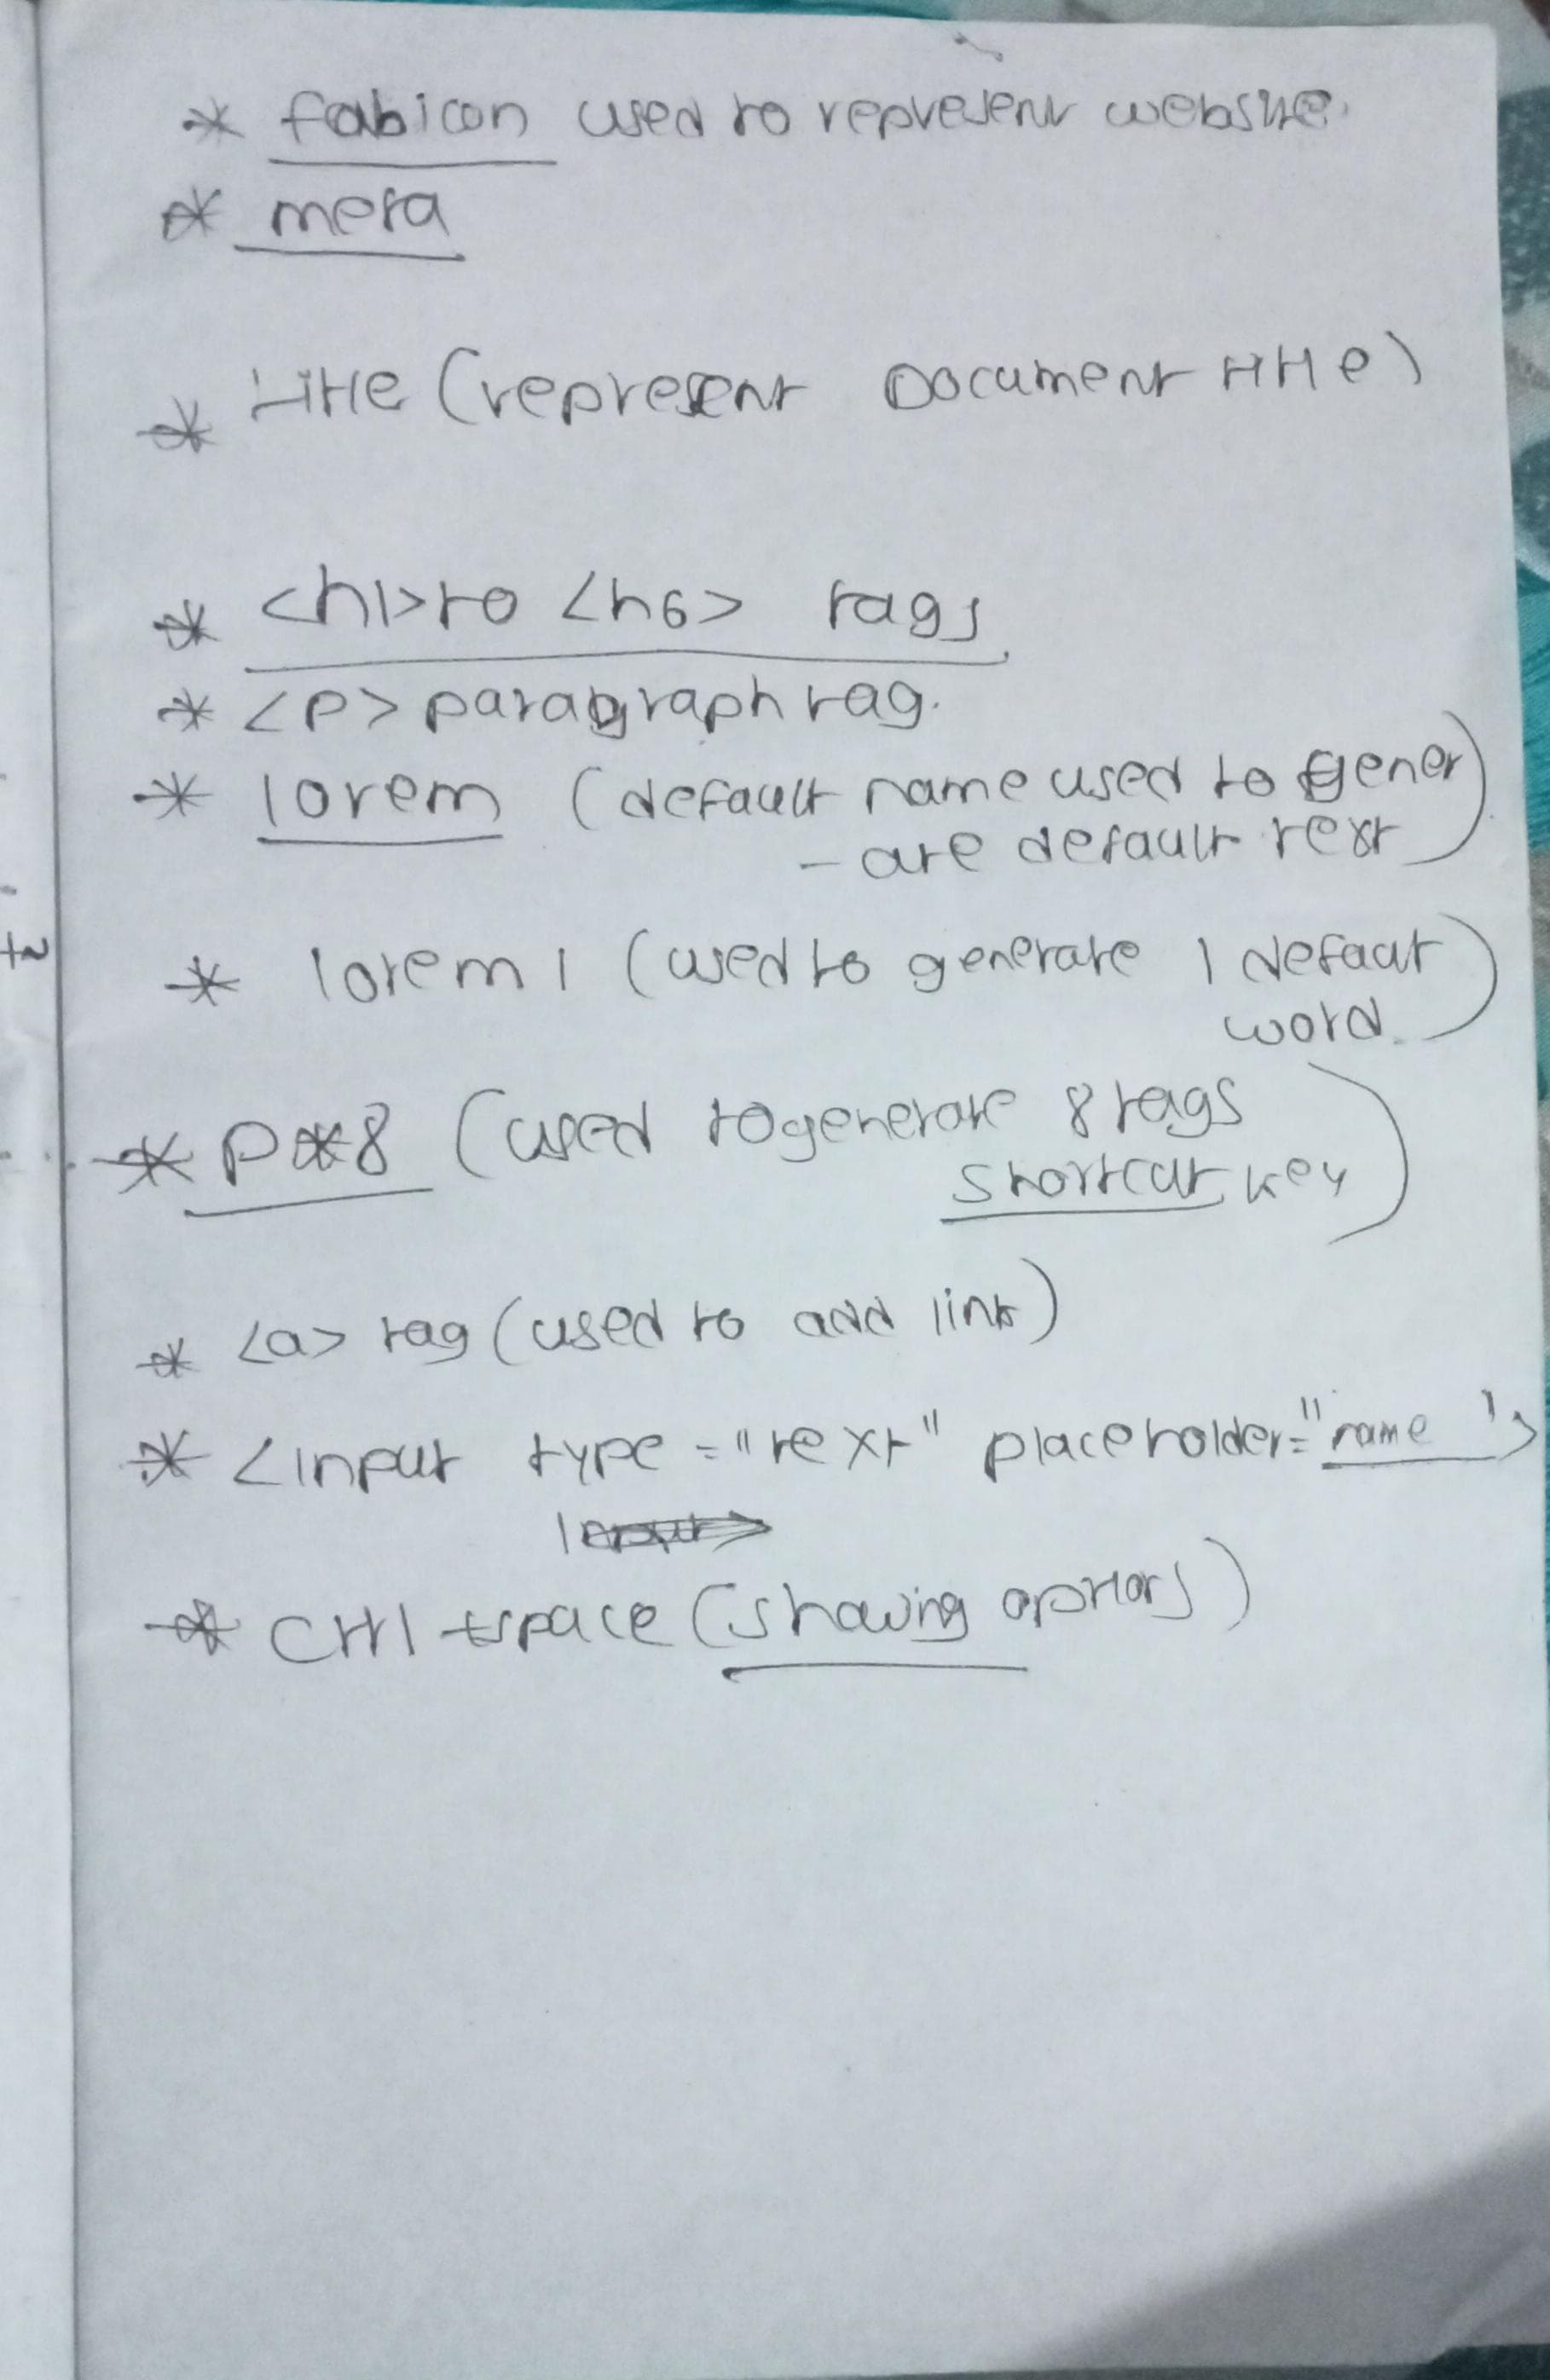 * fabicon used to represent website.
* meta
* title (represent Document title)
* <h1> to <h6> tags
* <p> paragraph tag.
* lorem (default name used to gener
- ate default text)
* lorem 1 (used to generate 1 defaut
word.)
* p*8 (used to generate 8 tags
shortcut key)
* <a> tag (used to add link)
* <input type="text" placeholder="name">
* ctrl +space (showing options)